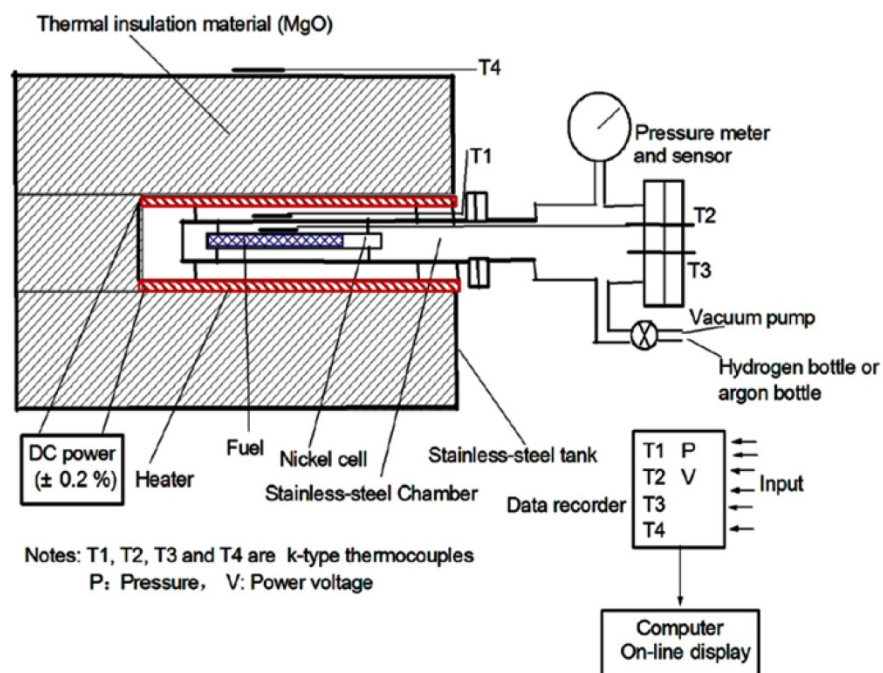 Thermal insulation material (MgO)
T4
T1
Pressure meter
and sensor
T2
T3
Vacuum pump
Hydrogen bottle or
argon bottle
DC power
(± 0.2 %)
Heater
Fuel
Nickel cell
Stainless-steel Chamber
Stainless-steel tank
Data recorder
T1 P
T2 V
T3
T4
Input
Notes: T1, T2, T3 and T4 are k-type thermocouples
P: Pressure, V: Power voltage
Computer
On-line display